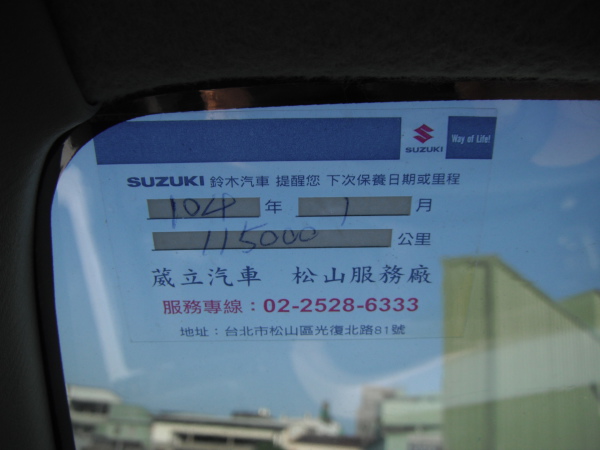 SUZUKI
Way of Life!
SUZUKI 鈴木汽車 提醒您 下次保養日期或里程
104 年 1 月
115000 公里
葳立汽車 松山服務廠
服務專線：02-2528-6333
地址：台北市松山區光復北路81號